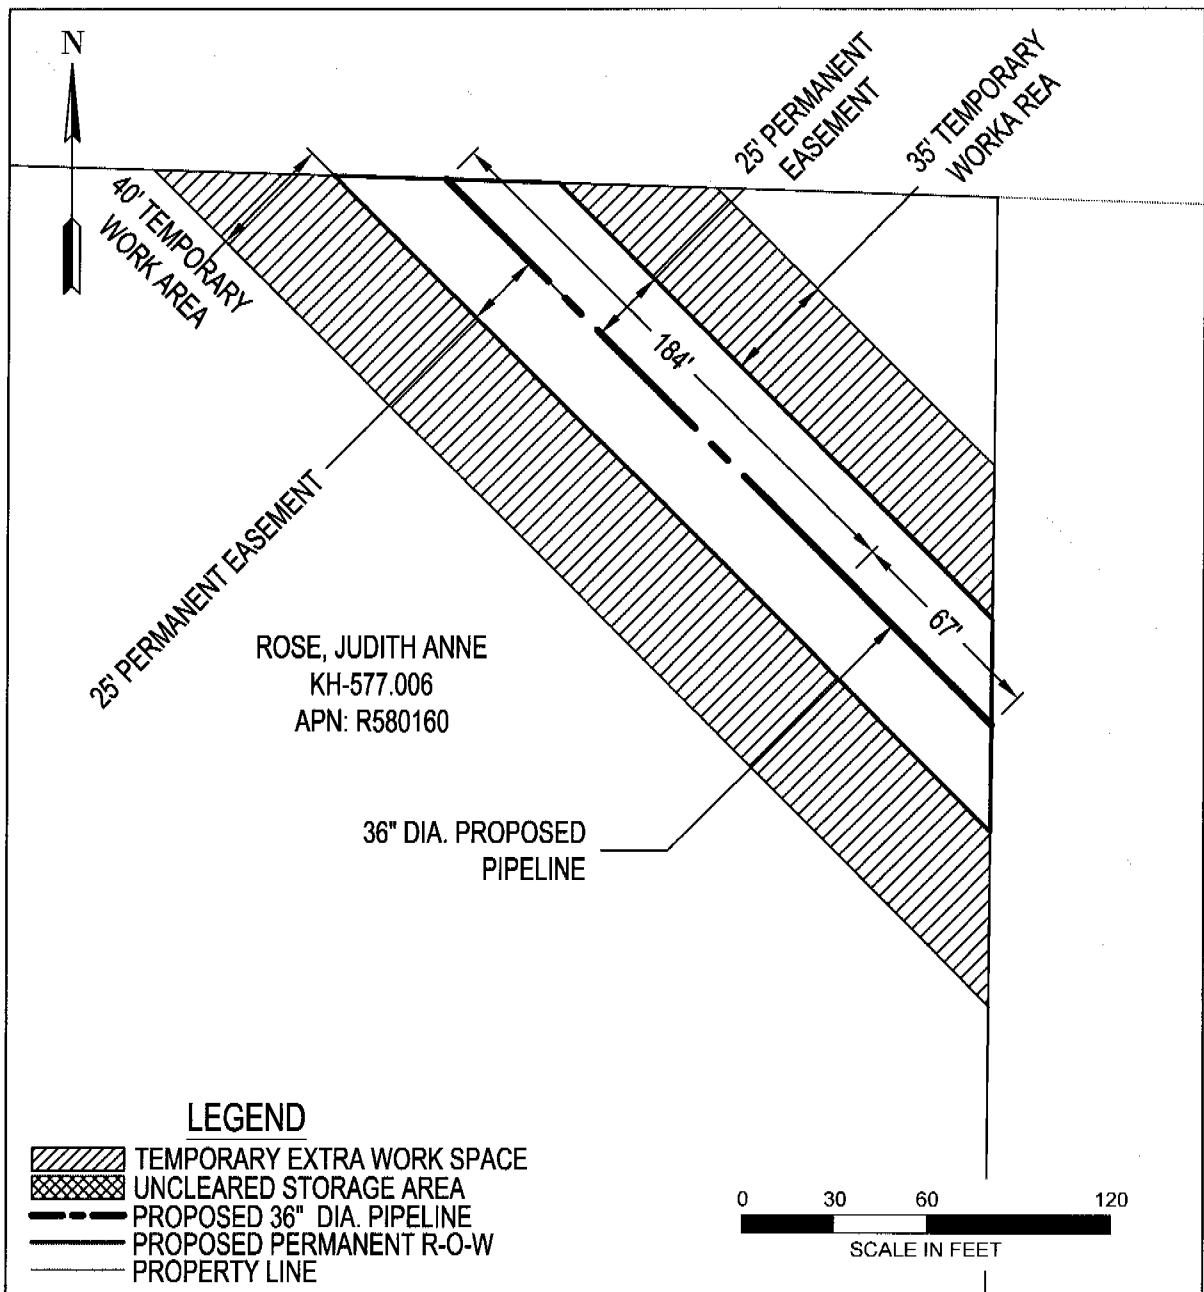 N
40' TEMPORARY
WORK AREA
25' PERMANENT
EASEMENT
35' TEMPORARY
WORKA REA
184'
67'
25' PERMANENT EASEMENT
ROSE, JUDITH ANNE
KH-577.006
APN: R580160
36" DIA. PROPOSED
PIPELINE
LEGEND
TEMPORARY EXTRA WORK SPACE
UNCLEARED STORAGE AREA
PROPOSED 36" DIA. PIPELINE
PROPOSED PERMANENT R-O-W
PROPERTY LINE
0 30 60 120
SCALE IN FEET